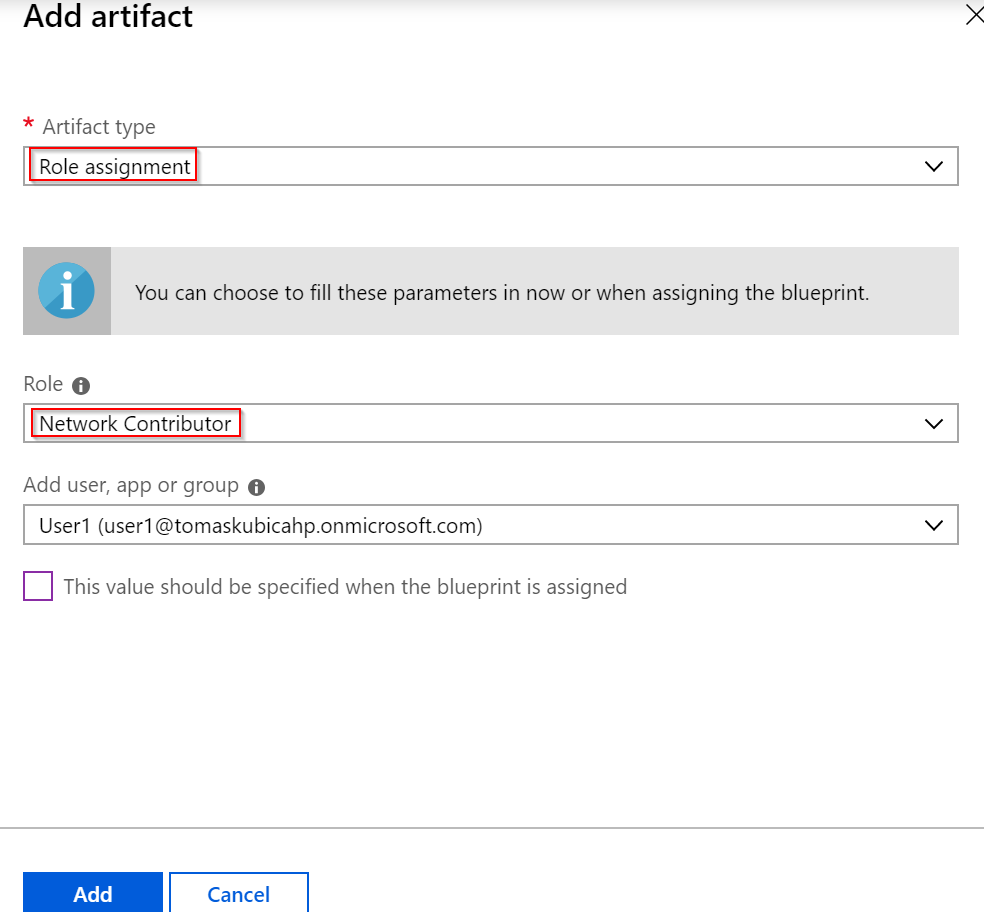 Add artifact
* Artifact type
Role assignment
You can choose to fill these parameters in now or when assigning the blueprint.
Role
Network Contributor
Add user, app or group
User1 (user1@tomaskubicahp.onmicrosoft.com)
This value should be specified when the blueprint is assigned
Add Cancel